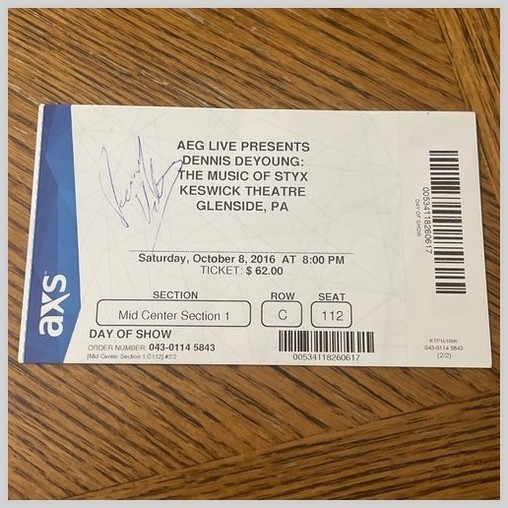 AEG LIVE PRESENTS
DENNIS DEYOUNG:
THE MUSIC OF STYX
KESWICK THEATRE
GLENSIDE, PA
Saturday, October 8, 2016 AT 8:00 PM
TICKET: $ 62.00
SECTION ROW SEAT
Mid Center Section 1 C 112
DAY OF SHOW
ORDER NUMBER: 043-0114 5843
[Mid Center Section 1,C112] #2/2
00534118260617
axs
00534118260617
DAY OF SHOW
KTP161008
043-0114 5843
(2/2)